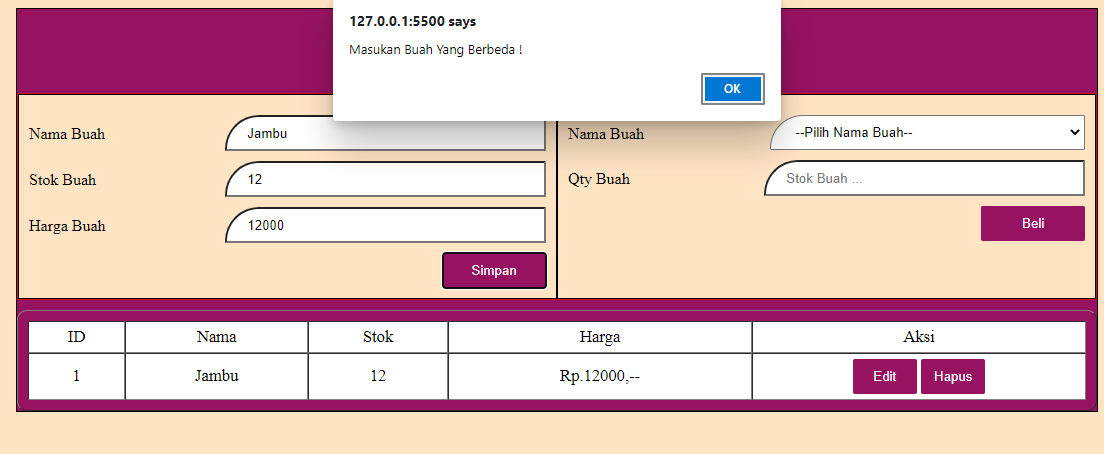 127.0.0.1:5500 says
Masukan Buah Yang Berbeda !
OK
Nama Buah Jambu
Stok Buah 12
Harga Buah 12000
Simpan
Nama Buah --Pilih Nama Buah--
Qty Buah Stok Buah ...
Beli
ID Nama Stok Harga Aksi
1 Jambu 12 Rp.12000,-- Edit Hapus